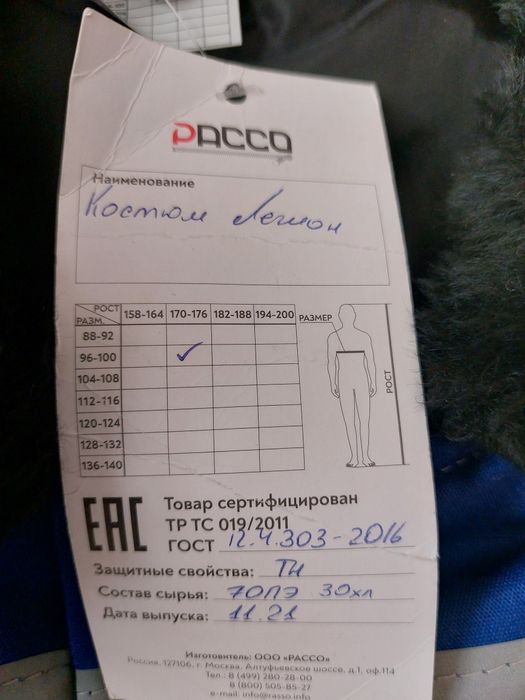 РАССО
Наименование
Костюм Легион
РОСТ 158-164 170-176 182-188 194-200 РАЗМЕР
РАЗМ.
88-92
96-100 ✓
104-108
112-116
120-124
128-132
136-140
РОСТ
ЕАС Товар сертифицирован
ТР ТС 019/2011
ГОСТ 12.4.303-2016
Защитные свойства: Тн
Состав сырья: 70ПЭ 30хл
Дата выпуска: 11.21
Изготовитель: ООО «РАССО»
Россия, 127106, г. Москва, Алтуфьевское шоссе, д.1, оф.114
Тел.: 8 (499) 280-28-00
8 (800) 505-85-27
e-mail: info@rasso.info